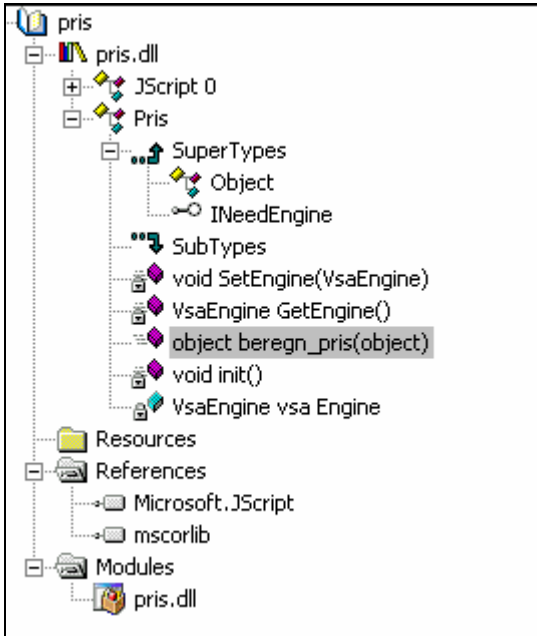 pris
pris.dll
JScript 0
Pris
SuperTypes
Object
INeedEngine
SubTypes
void SetEngine(VsaEngine)
VsaEngine GetEngine()
object beregn_pris(object)
void init()
VsaEngine vsa Engine
Resources
References
Microsoft.JScript
mscorlib
Modules
pris.dll